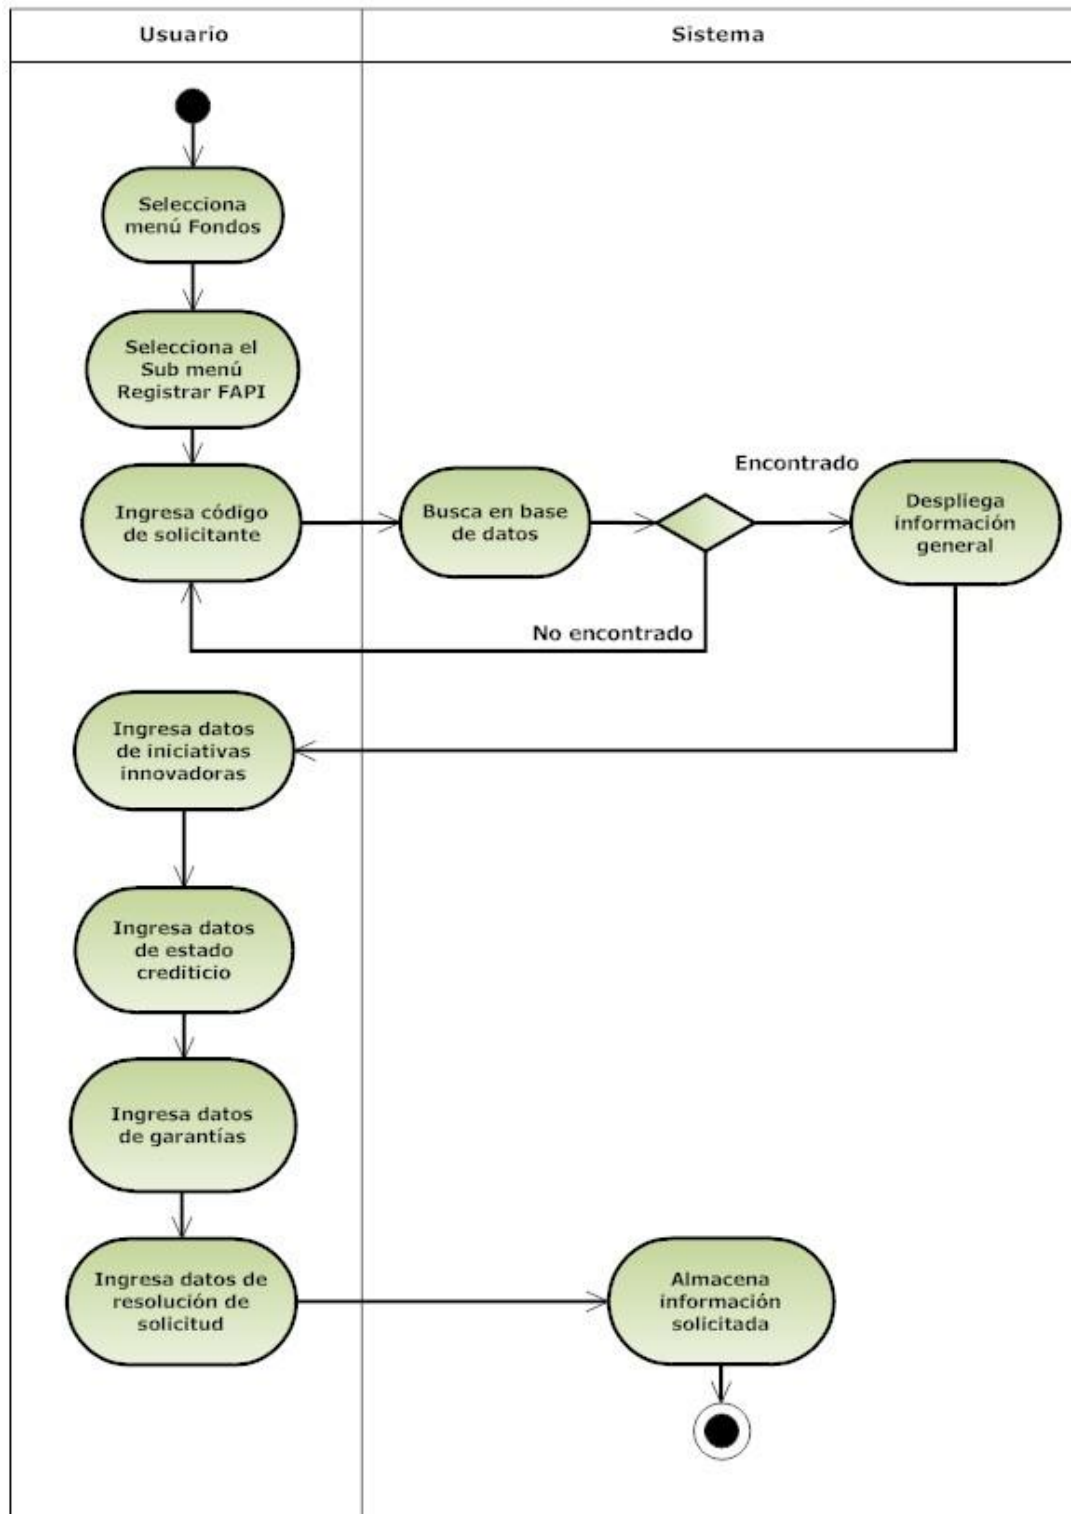 Usuario
Sistema
Selecciona
menú Fondos
Selecciona el
Sub menú
Registrar FAPI
Ingresa código
de solicitante
Busca en base
de datos
Encontrado
Despliega
información
general
No encontrado
Ingresa datos
de iniciativas
innovadoras
Ingresa datos
de estado
crediticio
Ingresa datos
de garantías
Ingresa datos de
resolución de
solicitud
Almacena
información
solicitada